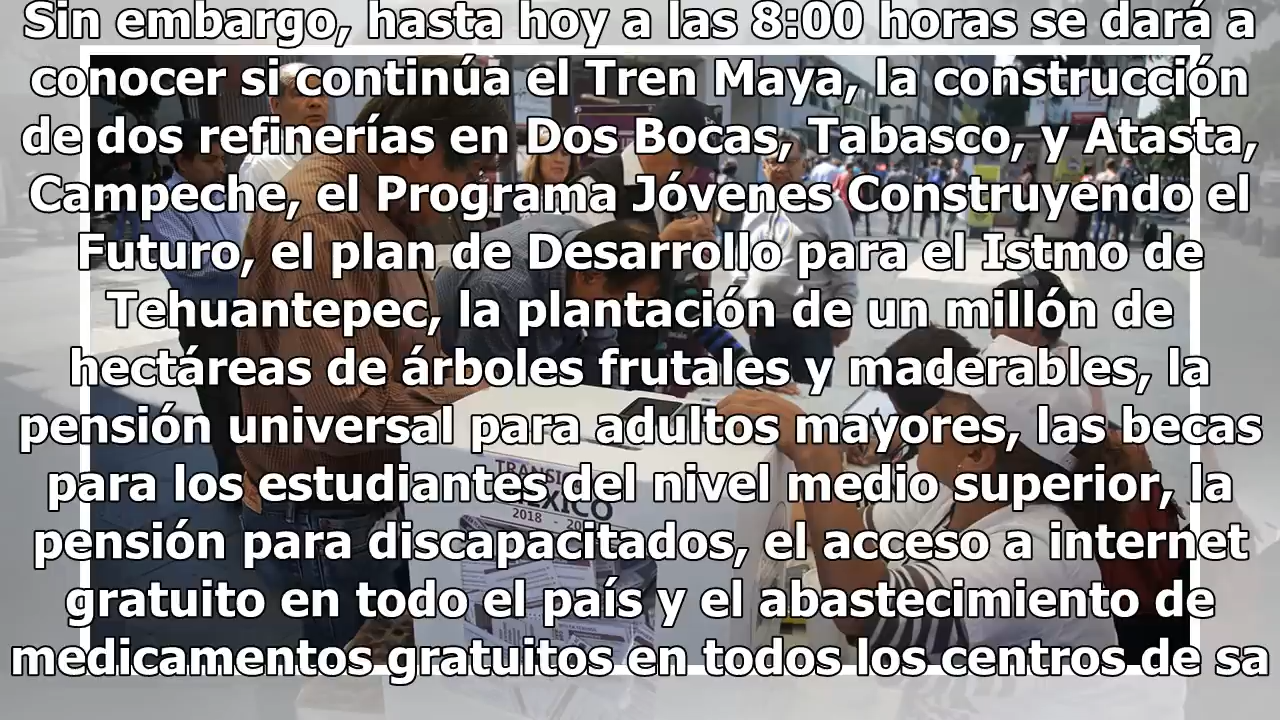 Sin embargo, hasta hoy a las 8:00 horas se dará a
conocer si continúa el Tren Maya, la construcción
de dos refinerías en Dos Bocas, Tabasco, y Atasta,
Campeche, el Programa Jóvenes Construyendo el
Futuro, el plan de Desarrollo para el Istmo de
Tehuantepec, la plantación de un millón de
hectáreas de árboles frutales y maderables, la
pensión universal para adultos mayores, las becas
para los estudiantes del nivel medio superior, la
pensión para discapacitados, el acceso a internet
gratuito en todo el país y el abastecimiento de
medicamentos gratuitos en todos los centros de sa
MÉXICO
2018